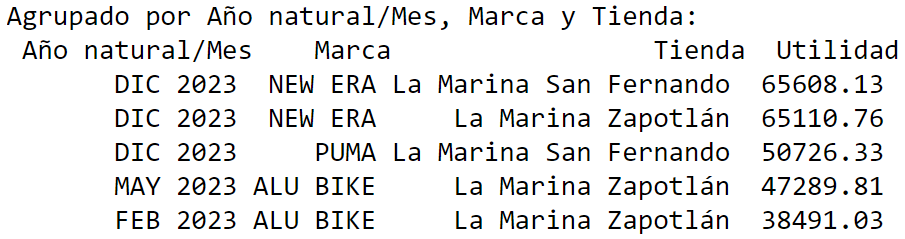 Agrupado por Año natural/Mes, Marca y Tienda:
Año natural/Mes Marca Tienda Utilidad
DIC 2023 NEW ERA La Marina San Fernando 65608.13
DIC 2023 NEW ERA La Marina Zapotlán 65110.76
DIC 2023 PUMA La Marina San Fernando 50726.33
MAY 2023 ALU BIKE La Marina Zapotlán 47289.81
FEB 2023 ALU BIKE La Marina Zapotlán 38491.03